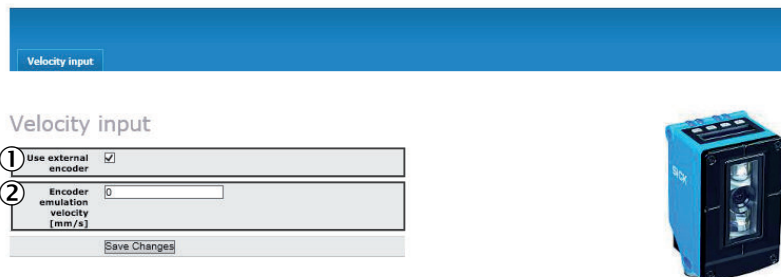 Velocity input
Velocity input
1 Use external
encoder
2 Encoder
emulation
velocity
[mm/s]
0
Save Changes
SICK